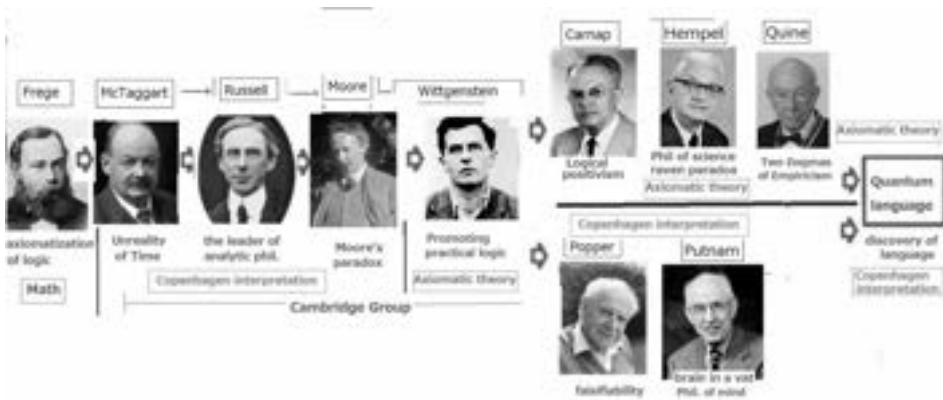 Carnap
Hempel
Quine
Frege
McTaggart
Russell
Moore
Wittgenstein
Axiomatic theory
Logical
positivism
Phil of science
raven paradox
Axiomatic theory
Two Dogmas
of Empiricism
Quantum
language
axiomatization
of logic
Unreality
of Time
the leader of
analytic phil.
Moore's
paradox
Promoting
practical logic
Copenhagen interpretation
Popper
Putnam
discovery of
language
Math
Copenhagen interpretation
Axiomatic theory
Copenhagen
interpretation
Cambridge Group
falsifiability
brain in a vat
Phil. of mind